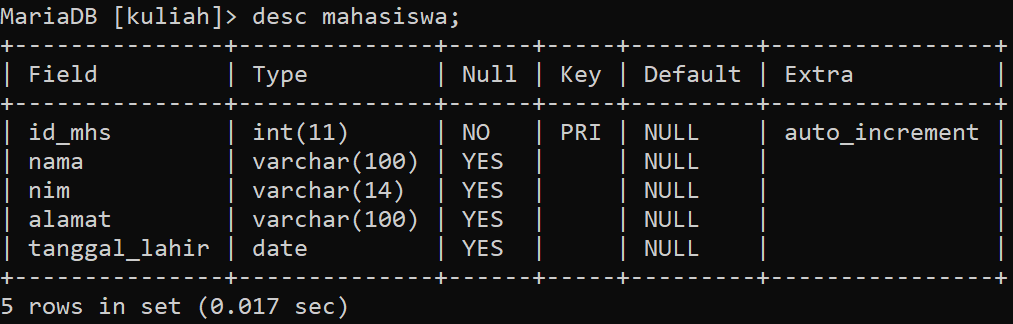 MariaDB [kuliah]> desc mahasiswa;
+---------------+--------------+------+-----+---------+----------------+
| Field         | Type         | Null | Key | Default | Extra          |
+---------------+--------------+------+-----+---------+----------------+
| id_mhs        | int(11)      | NO   | PRI | NULL    | auto_increment |
| nama          | varchar(100) | YES  |     | NULL    |                |
| nim           | varchar(14)  | YES  |     | NULL    |                |
| alamat        | varchar(100) | YES  |     | NULL    |                |
| tanggal_lahir | date         | YES  |     | NULL    |                |
+---------------+--------------+------+-----+---------+----------------+
5 rows in set (0.017 sec)